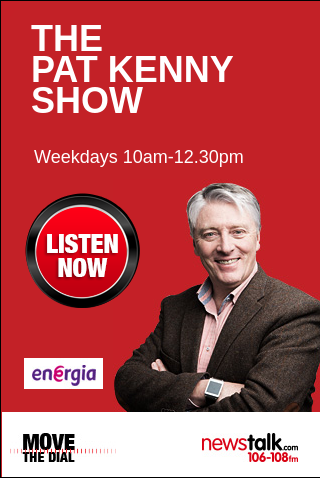 THE
PAT KENNY
SHOW
Weekdays 10am-12.30pm
LISTEN
NOW
energia
MOVE
THE DIAL
newstalk.com
106-108fm